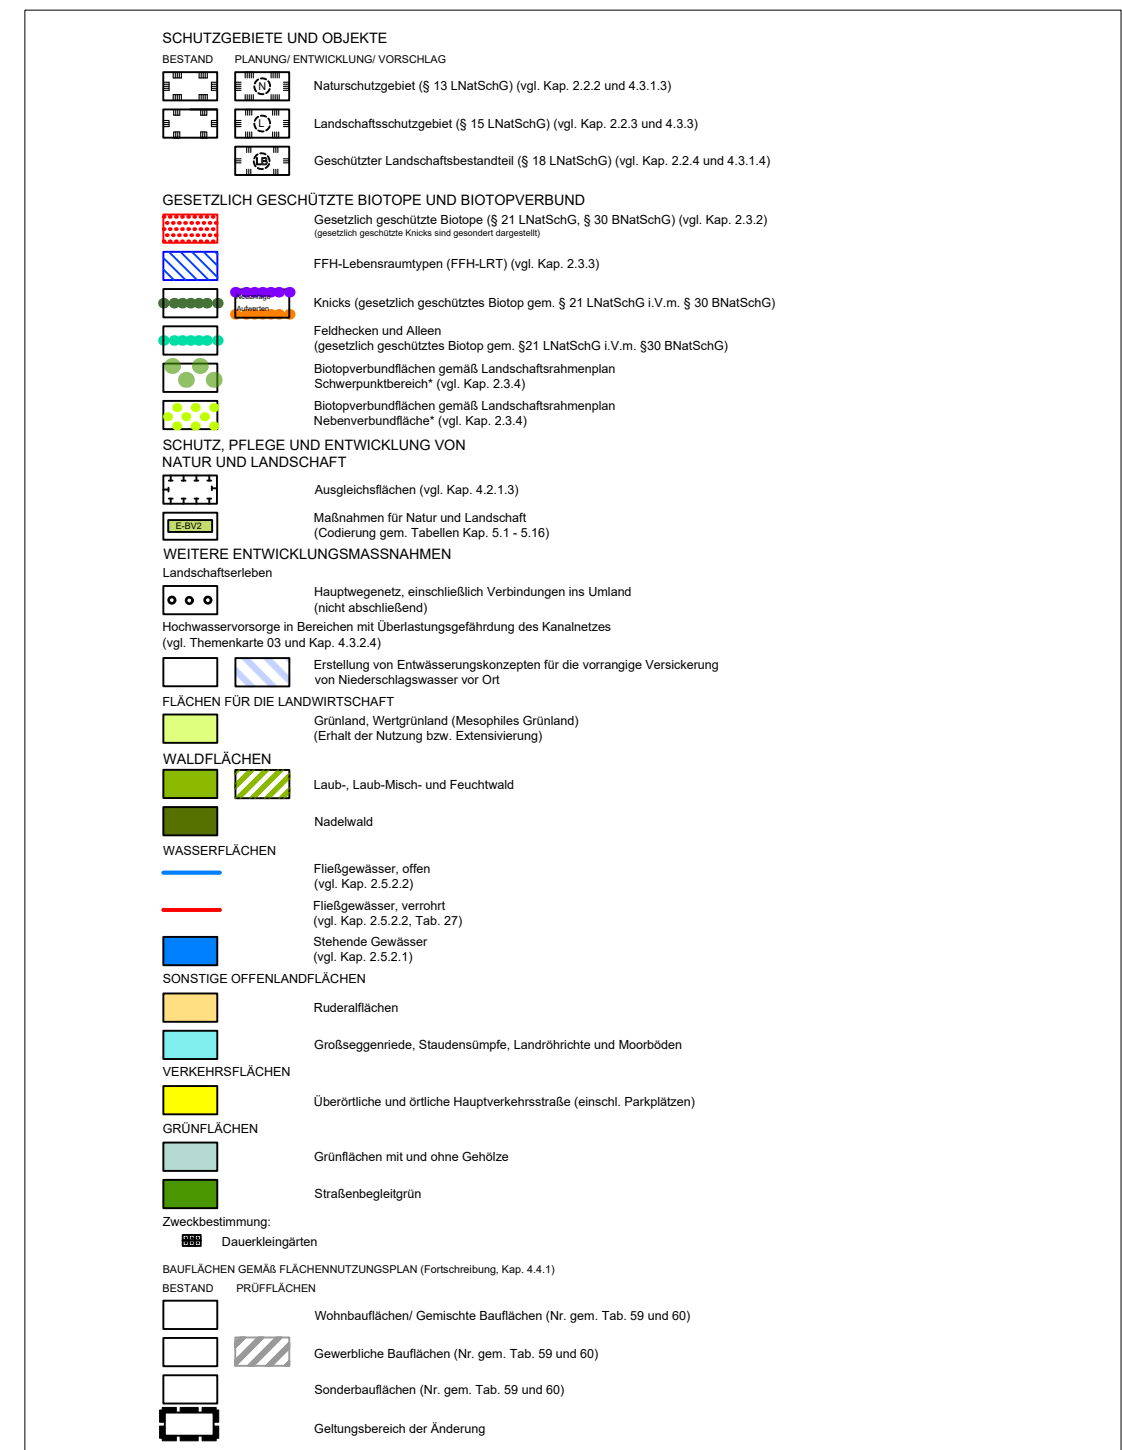 SCHUTZGEBIETE UND OBJEKTE
BESTAND PLANUNG/ ENTWICKLUNG/ VORSCHLAG
N Naturschutzgebiet (§ 13 LNatSchG) (vgl. Kap. 2.2.2 und 4.3.1.3)
L Landschaftsschutzgebiet (§ 15 LNatSchG) (vgl. Kap. 2.2.3 und 4.3.3)
LB Geschützter Landschaftsbestandteil (§ 18 LNatSchG) (vgl. Kap. 2.2.4 und 4.3.1.4)
GESETZLICH GESCHÜTZTE BIOTOPE UND BIOTOPVERBUND
Gesetzlich geschützte Biotope (§ 21 LNatSchG, § 30 BNatSchG) (vgl. Kap. 2.3.2)
(gesetzlich geschützte Knicks sind gesondert dargestellt)
FFH-Lebensraumtypen (FFH-LRT) (vgl. Kap. 2.3.3)
Neuanlage
Knicks (gesetzlich geschütztes Biotop gem. § 21 LNatSchG i.V.m. § 30 BNatSchG)
Aufwerten
Feldhecken und Alleen
(gesetzlich geschütztes Biotop gem. §21 LNatSchG i.V.m. §30 BNatSchG)
Biotopverbundflächen gemäß Landschaftsrahmenplan
Schwerpunktbereich* (vgl. Kap. 2.3.4)
Biotopverbundflächen gemäß Landschaftsrahmenplan
Nebenverbundfläche* (vgl. Kap. 2.3.4)
SCHUTZ, PFLEGE UND ENTWICKLUNG VON
NATUR UND LANDSCHAFT
Ausgleichsflächen (vgl. Kap. 4.2.1.3)
Maßnahmen für Natur und Landschaft
E-BV2
(Codierung gem. Tabellen Kap. 5.1 - 5.16)
WEITERE ENTWICKLUNGSMASSNAHMEN
Landschaftserleben
Hauptwegenetz, einschließlich Verbindungen ins Umland
(nicht abschließend)
Hochwasservorsorge in Bereichen mit Überlastungsgefährdung des Kanalnetzes
(vgl. Themenkarte 03 und Kap. 4.3.2.4)
Erstellung von Entwässerungskonzepten für die vorrangige Versickerung
von Niederschlagswasser vor Ort
FLÄCHEN FÜR DIE LANDWIRTSCHAFT
Grünland, Wertgrünland (Mesophiles Grünland)
(Erhalt der Nutzung bzw. Extensivierung)
WALDFLÄCHEN
Laub-, Laub-Misch- und Feuchtwald
Nadelwald
WASSERFLÄCHEN
Fließgewässer, offen
(vgl. Kap. 2.5.2.2)
Fließgewässer, verrohrt
(vgl. Kap. 2.5.2.2, Tab. 27)
Stehende Gewässer
(vgl. Kap. 2.5.2.1)
SONSTIGE OFFENLANDFLÄCHEN
Ruderalflächen
Großseggenriede, Staudensümpfe, Landröhrichte und Moorböden
VERKEHRSFLÄCHEN
Überörtliche und örtliche Hauptverkehrsstraße (einschl. Parkplätzen)
GRÜNFLÄCHEN
Grünflächen mit und ohne Gehölze
Straßenbegleitgrün
Zweckbestimmung:
Dauerkleingärten
BAUFLÄCHEN GEMÄß FLÄCHENNUTZUNGSPLAN (Fortschreibung, Kap. 4.4.1)
BESTAND PRÜFFLÄCHEN
Wohnbauflächen/ Gemischte Bauflächen (Nr. gem. Tab. 59 und 60)
Gewerbliche Bauflächen (Nr. gem. Tab. 59 und 60)
Sonderbauflächen (Nr. gem. Tab. 59 und 60)
Geltungsbereich der Änderung